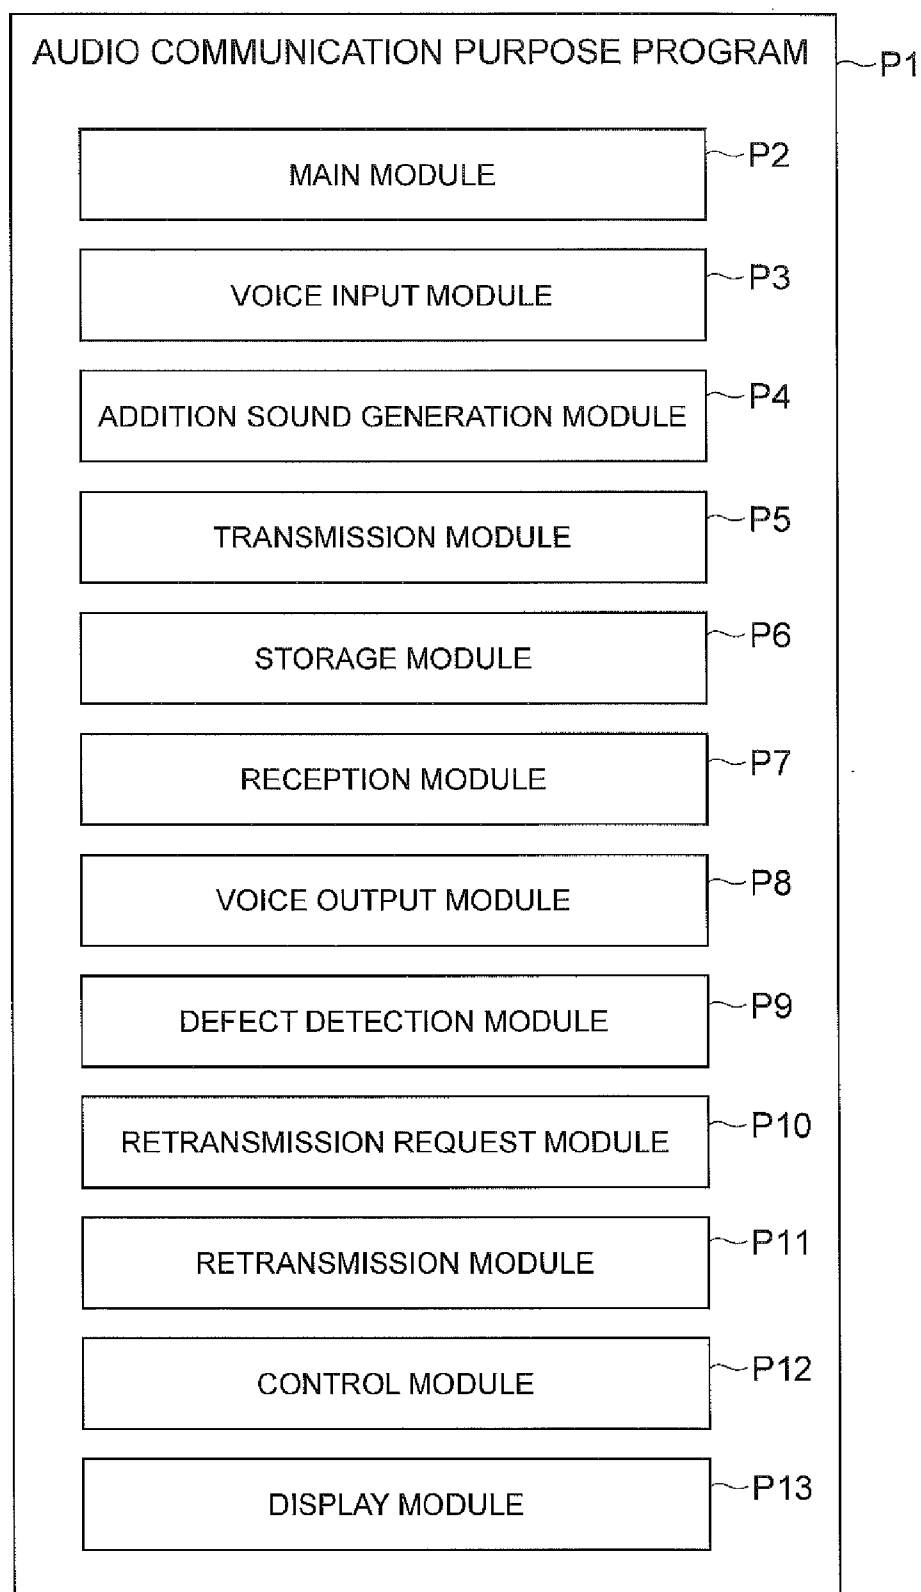 AUDIO COMMUNICATION PURPOSE PROGRAM P1
MAIN MODULE P2
VOICE INPUT MODULE P3
ADDITION SOUND GENERATION MODULE P4
TRANSMISSION MODULE P5
STORAGE MODULE P6
RECEPTION MODULE P7
VOICE OUTPUT MODULE P8
DEFECT DETECTION MODULE P9
RETRANSMISSION REQUEST MODULE P10
RETRANSMISSION MODULE P11
CONTROL MODULE P12
DISPLAY MODULE P13